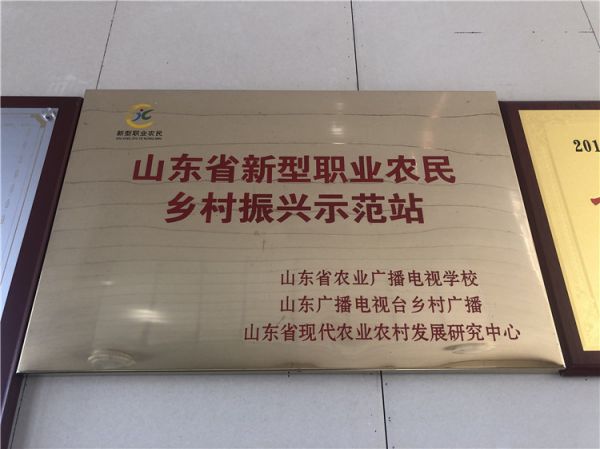 新型职业农民
山东省新型职业农民
乡村振兴示范站
山东省农业广播电视学校
山东广播电视台乡村广播
山东省现代农业农村发展研究中心
201